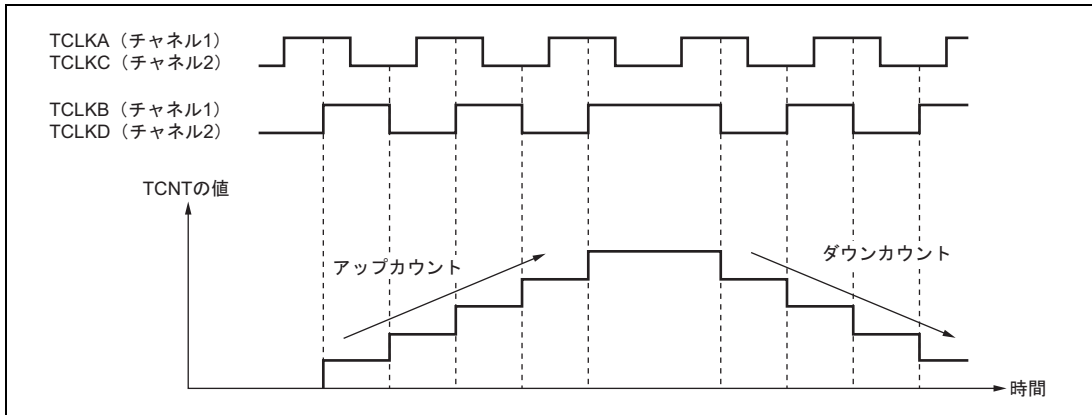 TCLKA（チャネル1）
TCLKC（チャネル2）
TCLKB（チャネル1）
TCLKD（チャネル2）
TCNTの値
アップカウント
ダウンカウント
時間